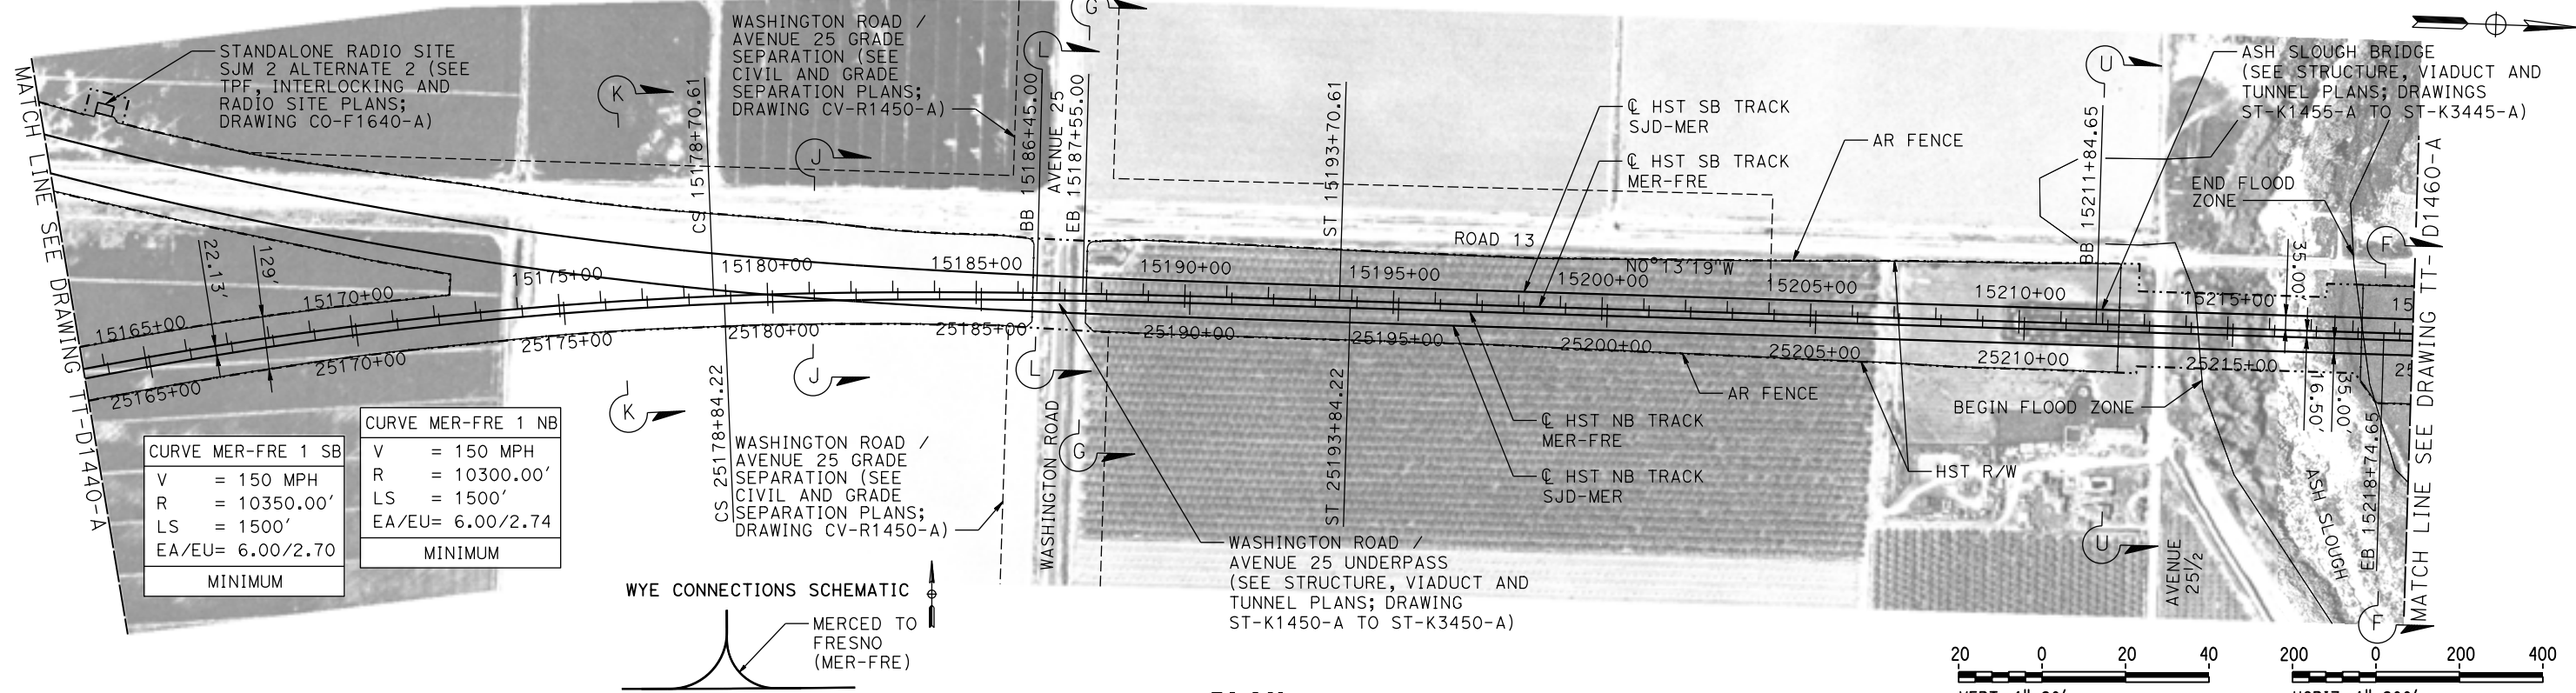 MATCH LINE SEE DRAWING TT-D1440-A
STANDALONE RADIO SITE
SJM 2 ALTERNATE 2 (SEE
TPF, INTERLOCKING AND
RADIO SITE PLANS;
DRAWING CO-F1640-A)
K
CS 15178+70.61
WASHINGTON ROAD /
AVENUE 25 GRADE
SEPARATION (SEE
CIVIL AND GRADE
SEPARATION PLANS;
DRAWING CV-R1450-A)
J
G
L
BB 15186+45.00
AVENUE 25
EB 15187+55.00
ST 15193+70.61
℄ HST SB TRACK
SJD-MER
℄ HST SB TRACK
MER-FRE
AR FENCE
U
BB 15211+84.65
ASH SLOUGH BRIDGE
(SEE STRUCTURE, VIADUCT AND
TUNNEL PLANS; DRAWINGS
ST-K1455-A TO ST-K3445-A)
END FLOOD
ZONE
F
MATCH LINE SEE DRAWING TT-D1460-A
ROAD 13
N0°13'19"W
22.13'
129'
15165+00
15170+00
15175+00
15180+00
15185+00
15190+00
15195+00
15200+00
15205+00
15210+00
15215+00
15
35.00'
25165+00
25170+00
25175+00
25180+00
25185+00
25190+00
25195+00
25200+00
25205+00
25210+00
25215+00
25
16.50'
35.00'
J
K
L
G
CS 25178+84.22
ST 25193+84.22
AR FENCE
BEGIN FLOOD ZONE
℄ HST NB TRACK
MER-FRE
℄ HST NB TRACK
SJD-MER
HST R/W
CURVE MER-FRE 1 SB
V = 150 MPH
R = 10350.00'
LS = 1500'
EA/EU= 6.00/2.70
MINIMUM
CURVE MER-FRE 1 NB
V = 150 MPH
R = 10300.00'
LS = 1500'
EA/EU= 6.00/2.74
MINIMUM
WASHINGTON ROAD /
AVENUE 25 GRADE
SEPARATION (SEE
CIVIL AND GRADE
SEPARATION PLANS;
DRAWING CV-R1450-A)
WASHINGTON ROAD
WASHINGTON ROAD /
AVENUE 25 UNDERPASS
(SEE STRUCTURE, VIADUCT AND
TUNNEL PLANS; DRAWING
ST-K1450-A TO ST-K3450-A)
U
AVENUE
25½
ASH SLOUGH
EB 15218+74.65
F
WYE CONNECTIONS SCHEMATIC
MERCED TO
FRESNO
(MER-FRE)
20 0 20 40
200 0 200 400